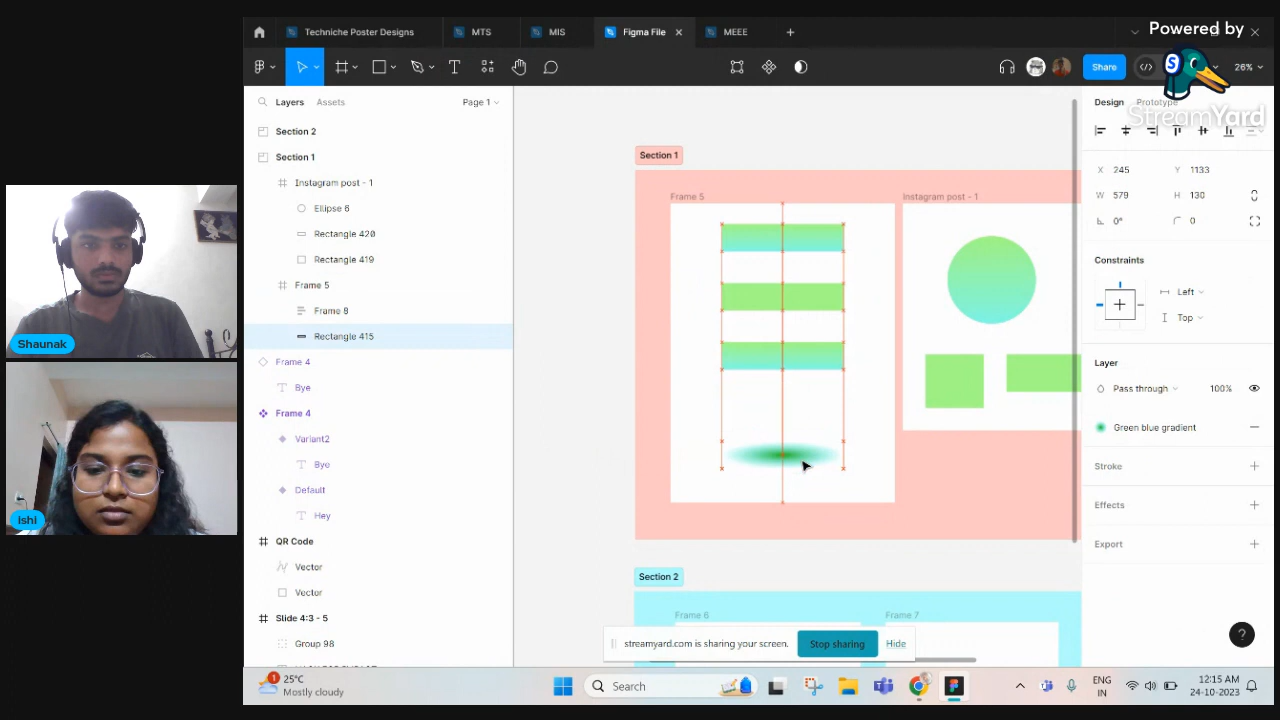 Powered by
StreamYard
Techniche Poster Designs
MTS
MIS
Figma File
MEEE
Share
26%
Layers
Assets
Page 1
Design
Prototype
Section 2
Section 1
Instagram post - 1
Ellipse 6
Rectangle 420
Rectangle 419
Frame 5
Frame 8
Rectangle 415
Frame 4
Bye
Frame 4
Variant2
Bye
Default
Hey
QR Code
Vector
Vector
Slide 4:3 - 5
Group 98
Section 1
Frame 5
Instagram post - 1
Section 2
Frame 6
Frame 7
X 245 Y 1133
W 579 H 130
0° 0
Constraints
Left
Top
Layer
Pass through 100%
Green blue gradient
Stroke
Effects
Export
?
Shaunak
Ishi
streamyard.com is sharing your screen.
Stop sharing
Hide
1
25°C
Mostly cloudy
Search
ENG
IN
12:15 AM
24-10-2023